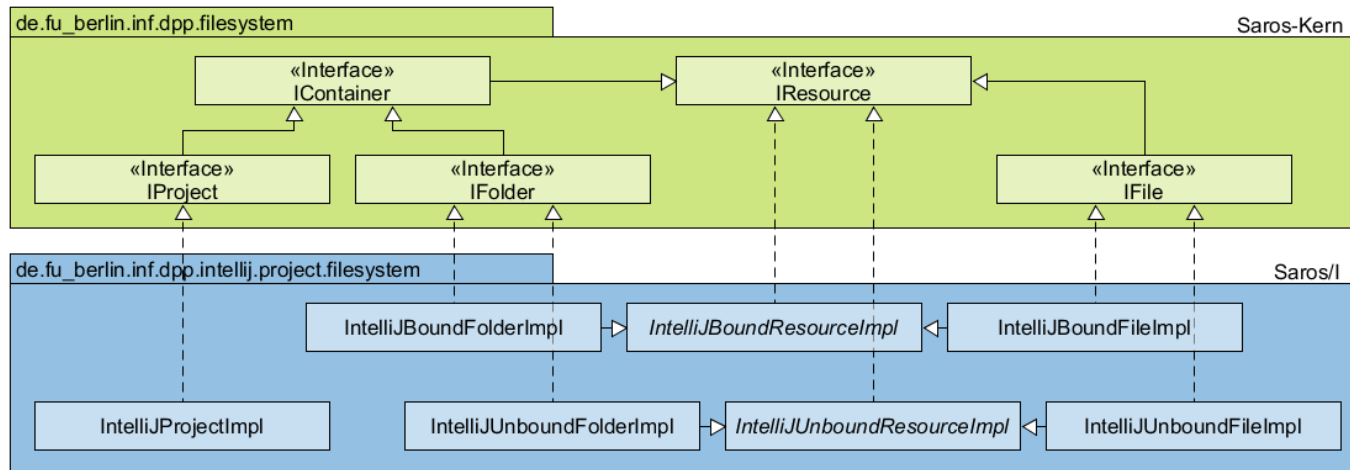 de.fu_berlin.inf.dpp.filesystem
Saros-Kern
«Interface»
IContainer
«Interface»
IResource
«Interface»
IProject
«Interface»
IFolder
«Interface»
IFile
de.fu_berlin.inf.dpp.intellij.project.filesystem
Saros/I
IntelliJBoundFolderImpl
IntelliJBoundResourceImpl
IntelliJBoundFileImpl
IntelliJProjectImpl
IntelliJUnboundFolderImpl
IntelliJUnboundResourceImpl
IntelliJUnboundFileImpl